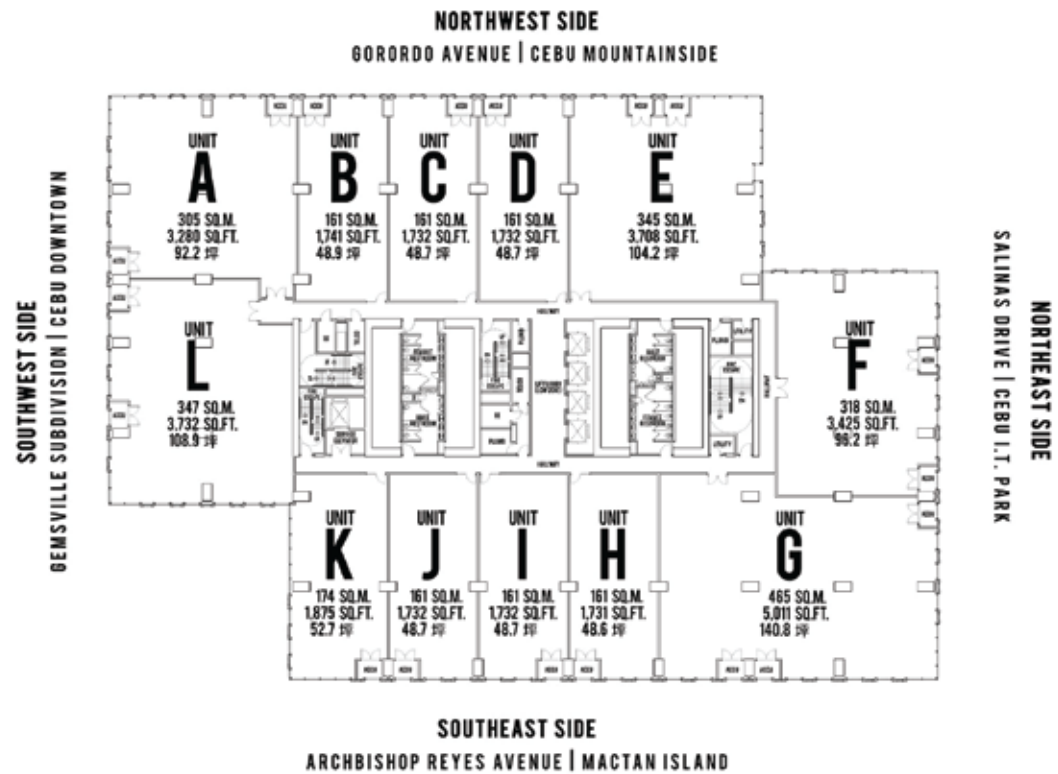 NORTHWEST SIDE
GORORDO AVENUE | CEBU MOUNTAINSIDE
SOUTHWEST SIDE
GEMSVILLE SUBDIVISION | CEBU DOWNTOWN
UNIT
A
305 SQ.M.
3,280 SQ.FT.
92.2 坪
UNIT
B
161 SQ.M.
1,741 SQ.FT.
48.9 坪
UNIT
C
161 SQ.M.
1,732 SQ.FT.
48.7 坪
UNIT
D
161 SQ.M.
1,732 SQ.FT.
48.7 坪
UNIT
E
345 SQ.M.
3,708 SQ.FT.
104.2 坪
UNIT
L
347 SQ.M.
3,732 SQ.FT.
108.9 坪
HALLWAY
UTILITY
UTILITY
HALLWAY
HALLWAY
UNIT
F
318 SQ.M.
3,425 SQ.FT.
96.2 坪
UNIT
K
174 SQ.M.
1,875 SQ.FT.
52.7 坪
UNIT
J
161 SQ.M.
1,732 SQ.FT.
48.7 坪
UNIT
I
161 SQ.M.
1,732 SQ.FT.
48.7 坪
UNIT
H
161 SQ.M.
1,731 SQ.FT.
48.6 坪
UNIT
G
465 SQ.M.
5,011 SQ.FT.
140.8 坪
NORTHEAST SIDE
SALINAS DRIVE | CEBU I.T. PARK
SOUTHEAST SIDE
ARCHBISHOP REYES AVENUE | MACTAN ISLAND